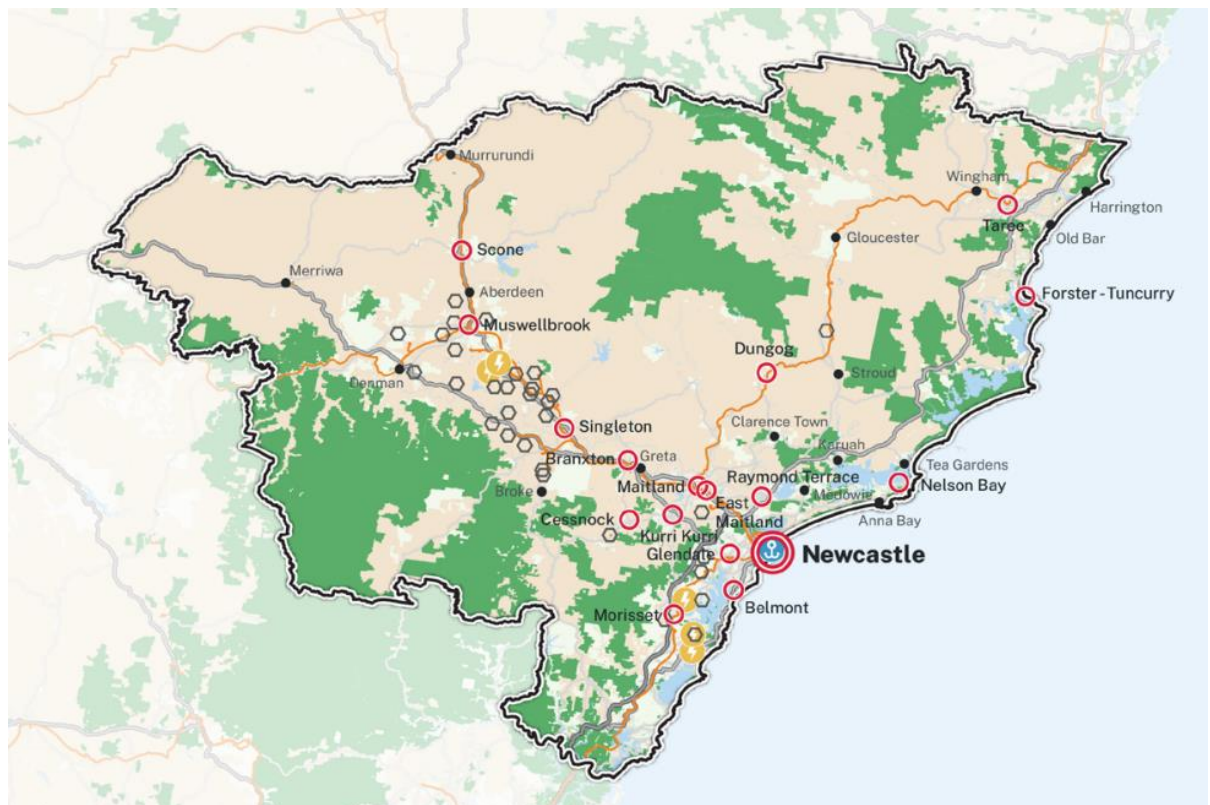 Murrurundi
Wingham
Harrington
Taree
Old Bar
Gloucester
Scone
Merriwa
Aberdeen
Forster - Tuncurry
Muswellbrook
Dungog
Denman
Stroud
Singleton
Clarence Town
Karuah
Branxton
Greta
Tea Gardens
Raymond Terrace
Maitland
Nelson Bay
Broke
Medowie
East
Maitland
Anna Bay
Cessnock
Kurri Kurri
Glendale
Newcastle
Belmont
Morisset